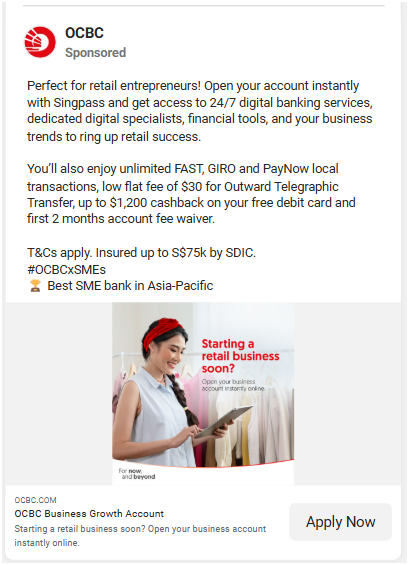 OCBC
Sponsored
Perfect for retail entrepreneurs! Open your account instantly
with Singpass and get access to 24/7 digital banking services,
dedicated digital specialists, financial tools, and your business
trends to ring up retail success.
You'll also enjoy unlimited FAST, GIRO and PayNow local
transactions, low flat fee of $30 for Outward Telegraphic
Transfer, up to $1,200 cashback on your free debit card and
first 2 months account fee waiver.
T&Cs apply. Insured up to S$75k by SDIC.
#OCBCxSMEs
🏆 Best SME bank in Asia-Pacific
Starting a
retail business
soon?
Open your business
account instantly online.
For now,
and beyond
OCBC.COM
OCBC Business Growth Account
Starting a retail business soon? Open your business account
instantly online.
Apply Now